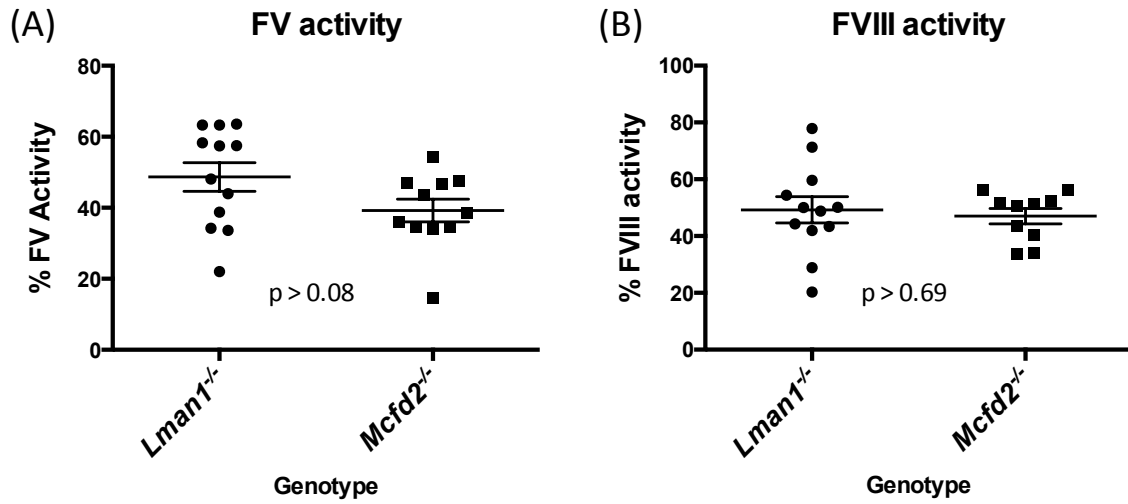 (A)
FV activity
% FV Activity
80
60
40
20
0
p > 0.08
Lman1-/-
Mcfd2-/-
Genotype
(B)
FVIII activity
% FVIII activity
100
80
60
40
20
0
p > 0.69
Lman1-/-
Mcfd2-/-
Genotype